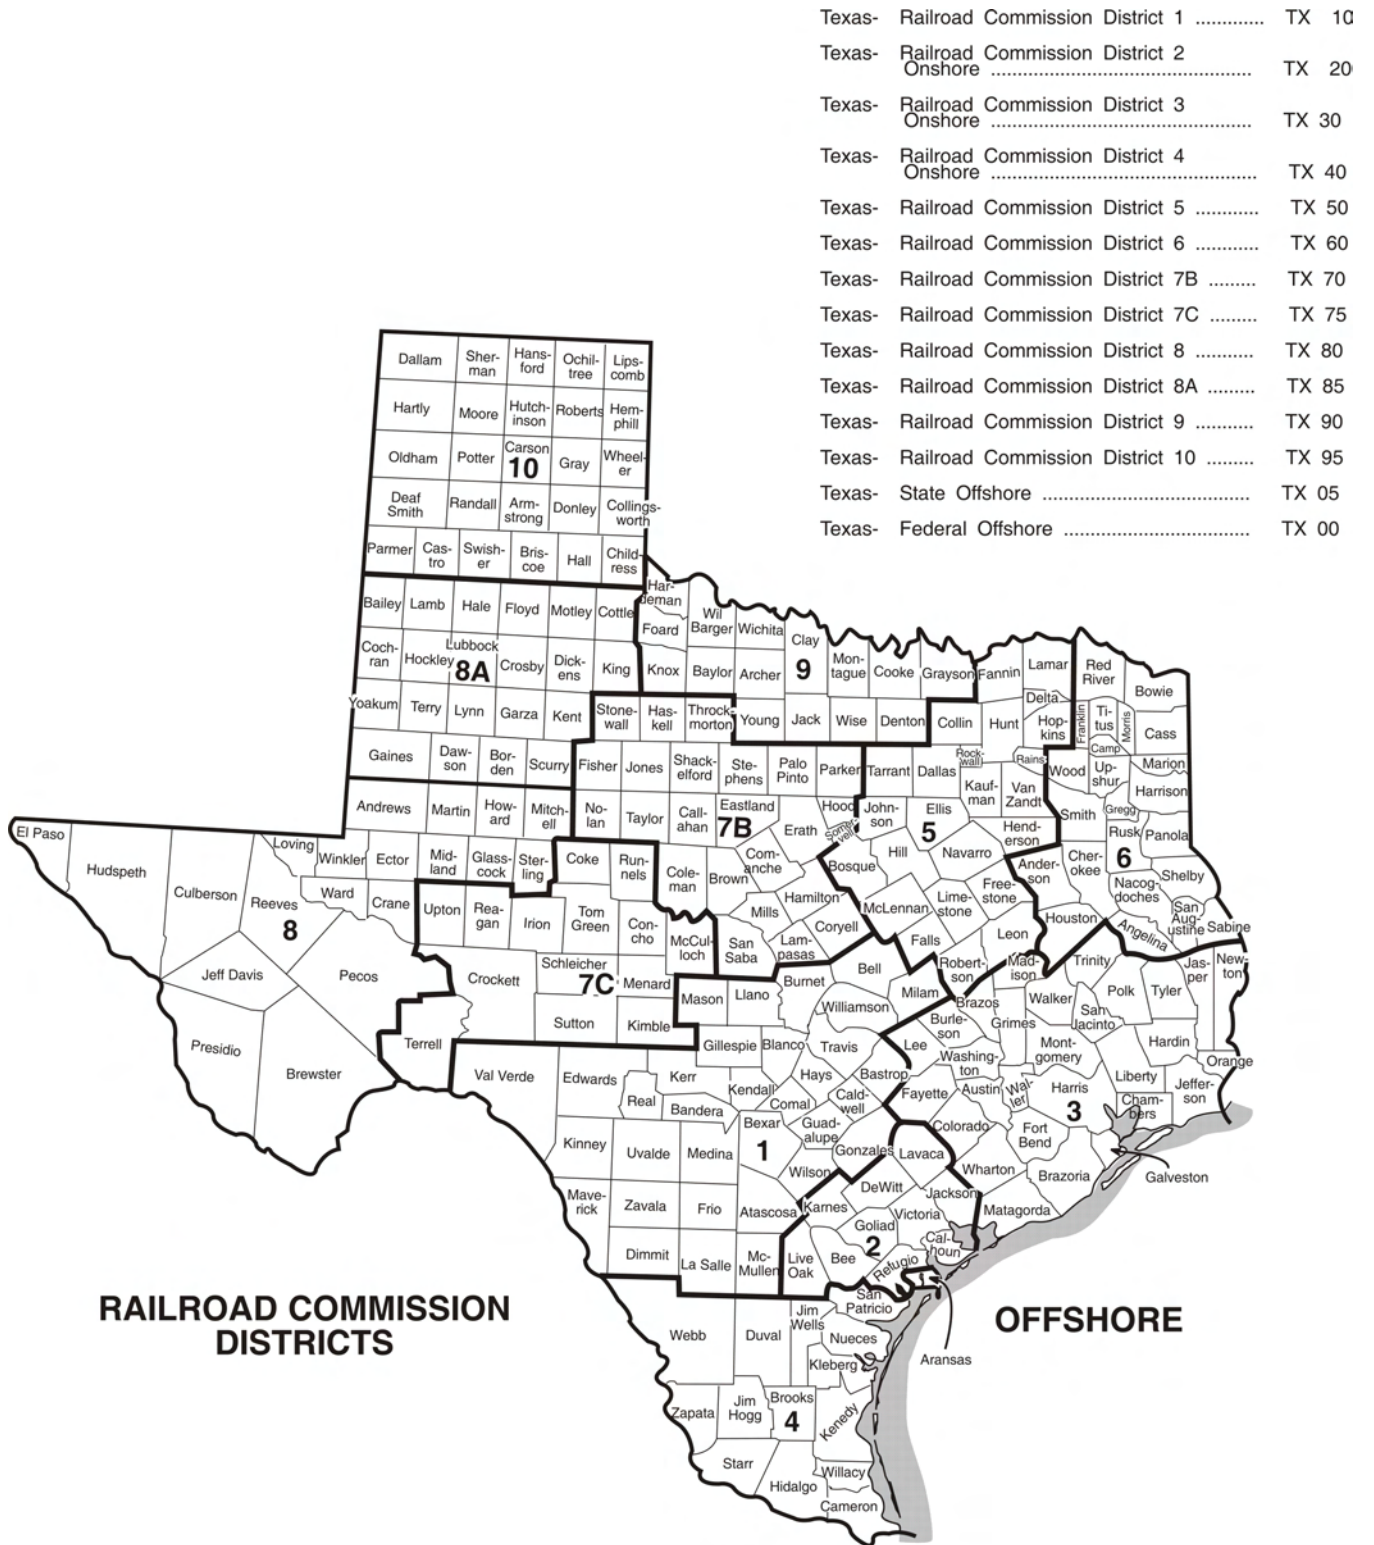 Texas- Railroad Commission District 1 ............. TX 10
Texas- Railroad Commission District 2
Onshore ................................................. TX 20
Texas- Railroad Commission District 3
Onshore ................................................. TX 30
Texas- Railroad Commission District 4
Onshore .................................................. TX 40
Texas- Railroad Commission District 5 ............ TX 50
Texas- Railroad Commission District 6 ............ TX 60
Texas- Railroad Commission District 7B ......... TX 70
Texas- Railroad Commission District 7C ......... TX 75
Texas- Railroad Commission District 8 ........... TX 80
Texas- Railroad Commission District 8A ......... TX 85
Texas- Railroad Commission District 9 ........... TX 90
Texas- Railroad Commission District 10 ......... TX 95
Texas- State Offshore ....................................... TX 05
Texas- Federal Offshore ................................... TX 00
Dallam Sher- Hans- Ochil- Lips-
man ford tree comb
Hartly Moore Hutch- Roberts Hem-
inson phill
Oldham Potter Carson Gray Wheel-
10 er
Deaf Randall Arm- Donley Collings-
Smith strong worth
Parmer Cas- Swish- Bris- Hall Child-
tro er coe ress
Har-
deman
Bailey Lamb Hale Floyd Motley Cottle Foard Wil Wichita Clay
Barger
Coch- Hockley Lubbock Crosby Dick- King Knox Baylor Archer 9 Mon- Cooke Grayson Fannin Lamar Red
ran 8A ens tague River
Bowie
Yoakum Terry Lynn Garza Kent Stone- Has- Throck- Young Jack Wise Denton Collin Hunt Delta Franklin Ti- Morris Cass
wall kell morton Hop- tus
kins
Gaines Daw- Bor- Scurry Fisher Jones Shack- Ste- Palo Parker Tarrant Dallas Rock- Rains Wood Camp Marion
son den elford phens Pinto wall Up-
shur
Kauf- Van Harrison
man Zandt
Andrews Martin How- Mitch- No- Taylor Call- Eastland Erath Hood John- Ellis Smith Gregg
ard ell lan ahan 7B Somer- son 5
vell
Hend- Rusk Panola
erson 6
El Paso Hudspeth Culberson Loving Winkler Ector Mid- Glass- Ster- Coke Run- Cole- Brown Com- Bosque Hill Navarro Ander- Cher- Shelby
land cock ling nels man anche son okee
Reeves Ward Crane Upton Rea- Irion Tom Con- Mills Hamilton McLennan Lime- Free- Nacog-
8 gan Green cho stone stone doches
McCul- San Lam- Coryell Falls Leon Houston Angelina San Sabine
loch Saba pasas Aug-
ustine
Jeff Davis Pecos Crockett Schleicher Menard Mason Llano Burnet Bell Robert- Mad- Trinity Jas- New-
7C son ison per ton
Sutton Kimble Williamson Milam Brazos Walker Polk Tyler
San
Jacinto
Presidio Brewster Terrell Val Verde Edwards Kerr Gillespie Blanco Travis Lee Burle- Grimes Mont- Hardin
son gomery
Washing- Orange
ton
Real Bandera Kendall Hays Bastrop Fayette Austin Wal- Harris Liberty Jeffer-
ler 3 son
Comal Cald- Cham-
well bers
Kinney Uvalde Medina Bexar Guad- Gonzales Lavaca Colorado Fort
1 alupe Bend
Wilson Wharton Brazoria Galveston
Mave- Zavala Frio Atascosa Karnes DeWitt Jackson Matagorda
rick
Goliad Victoria
2
Dimmit La Salle Mc- Live Bee Refugio Cal-
Mullen Oak houn
Webb Duval Jim San
Wells Patricio
Nueces Aransas
Kleberg
Zapata Jim Brooks Kenedy
Hogg 4
Starr Hidalgo Willacy
Cameron
RAILROAD COMMISSION
DISTRICTS
OFFSHORE